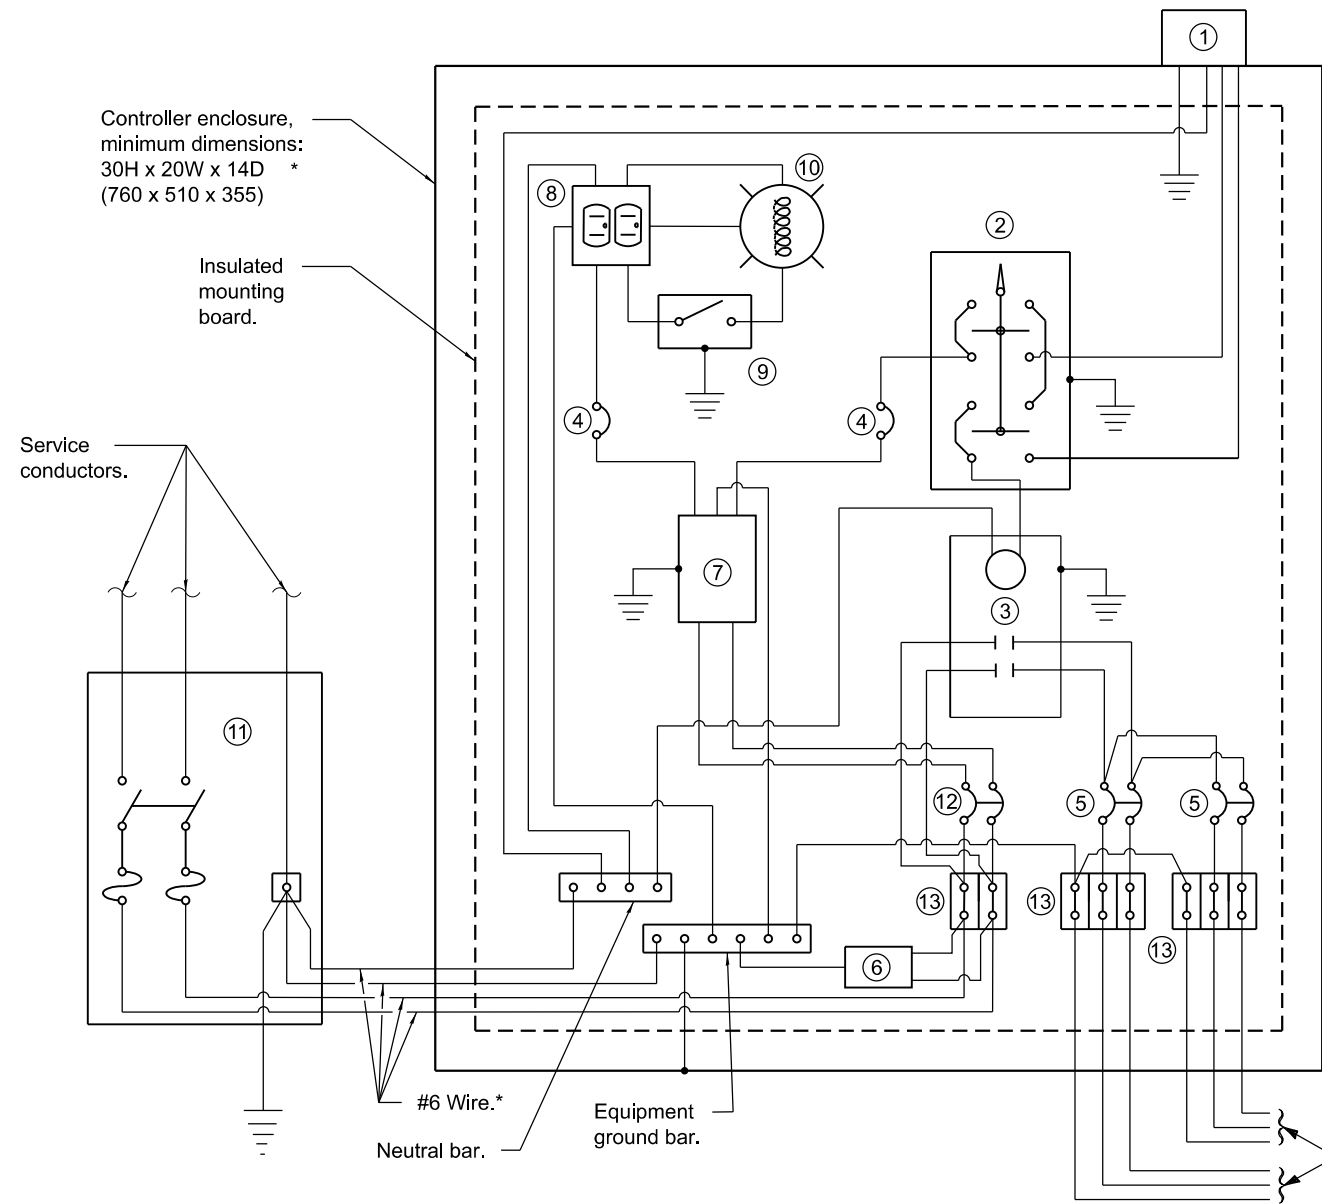 1
Controller enclosure,
minimum dimensions:
30H x 20W x 14D *
(760 x 510 x 355)
10
8
2
Insulated
mounting
board.
9
4
4
Service
conductors.
7
3
11
12
5
5
13
13
13
6
#6 Wire.*
Equipment
ground bar.
Neutral bar.